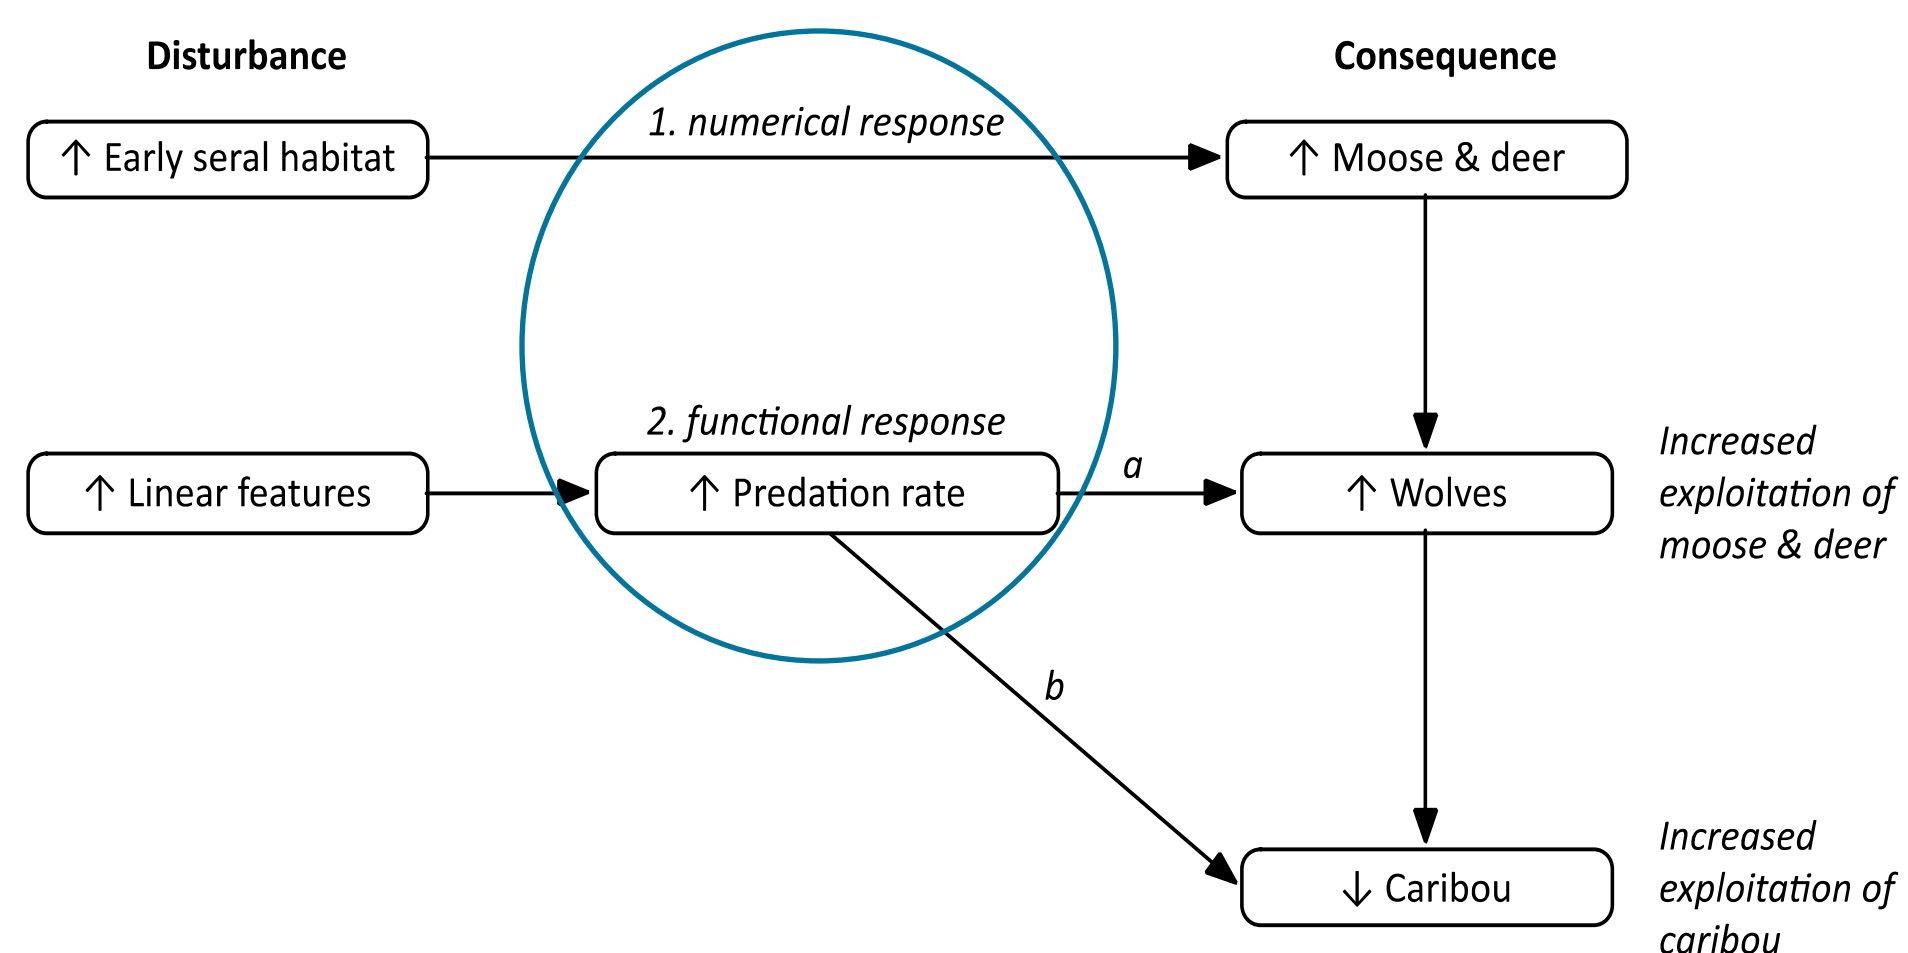 Disturbance
Consequence
1. numerical response
↑ Early seral habitat
↑ Moose & deer
2. functional response
↑ Linear features
↑ Predation rate
a
↑ Wolves
Increased
exploitation of
moose & deer
b
↓ Caribou
Increased
exploitation of
caribou